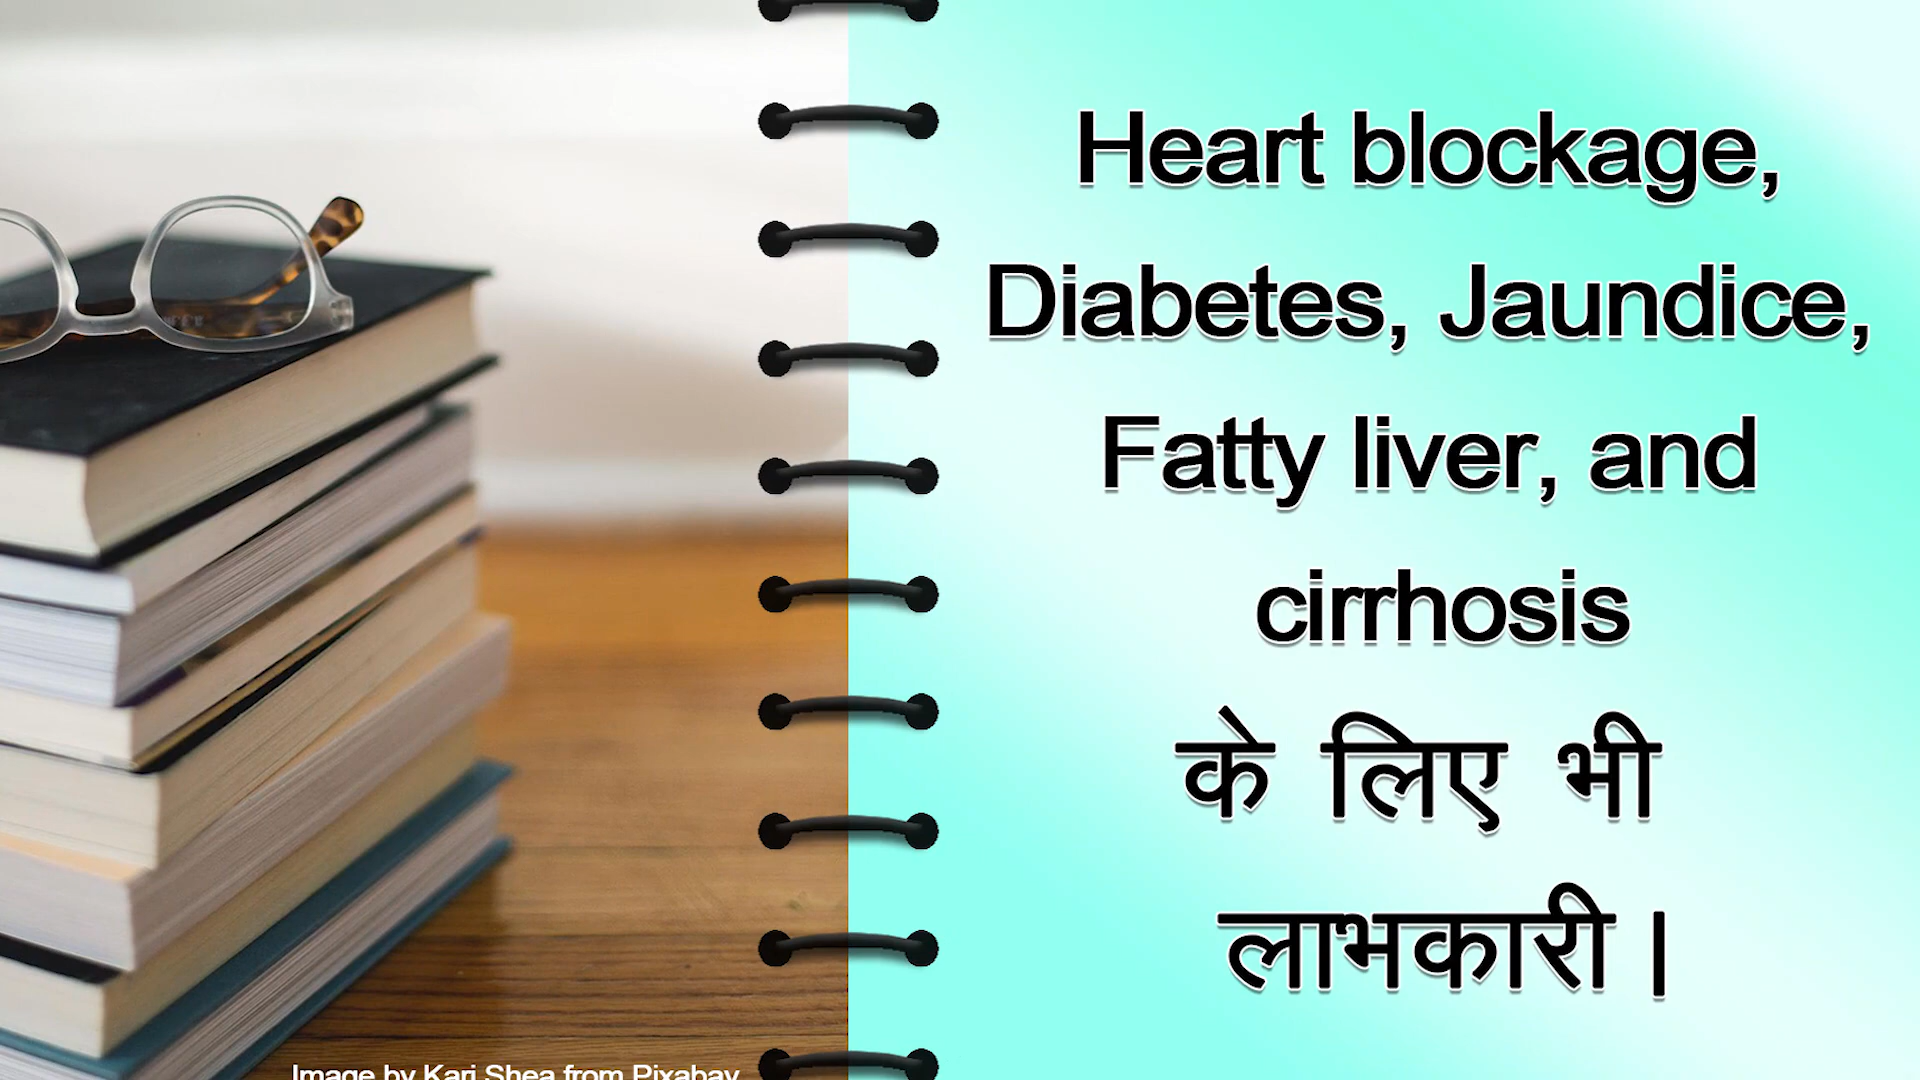 Heart blockage,
Diabetes, Jaundice,
Fatty liver, and
cirrhosis
के लिए भी
लाभकारी।
Image by Kari Shea from Pixabay